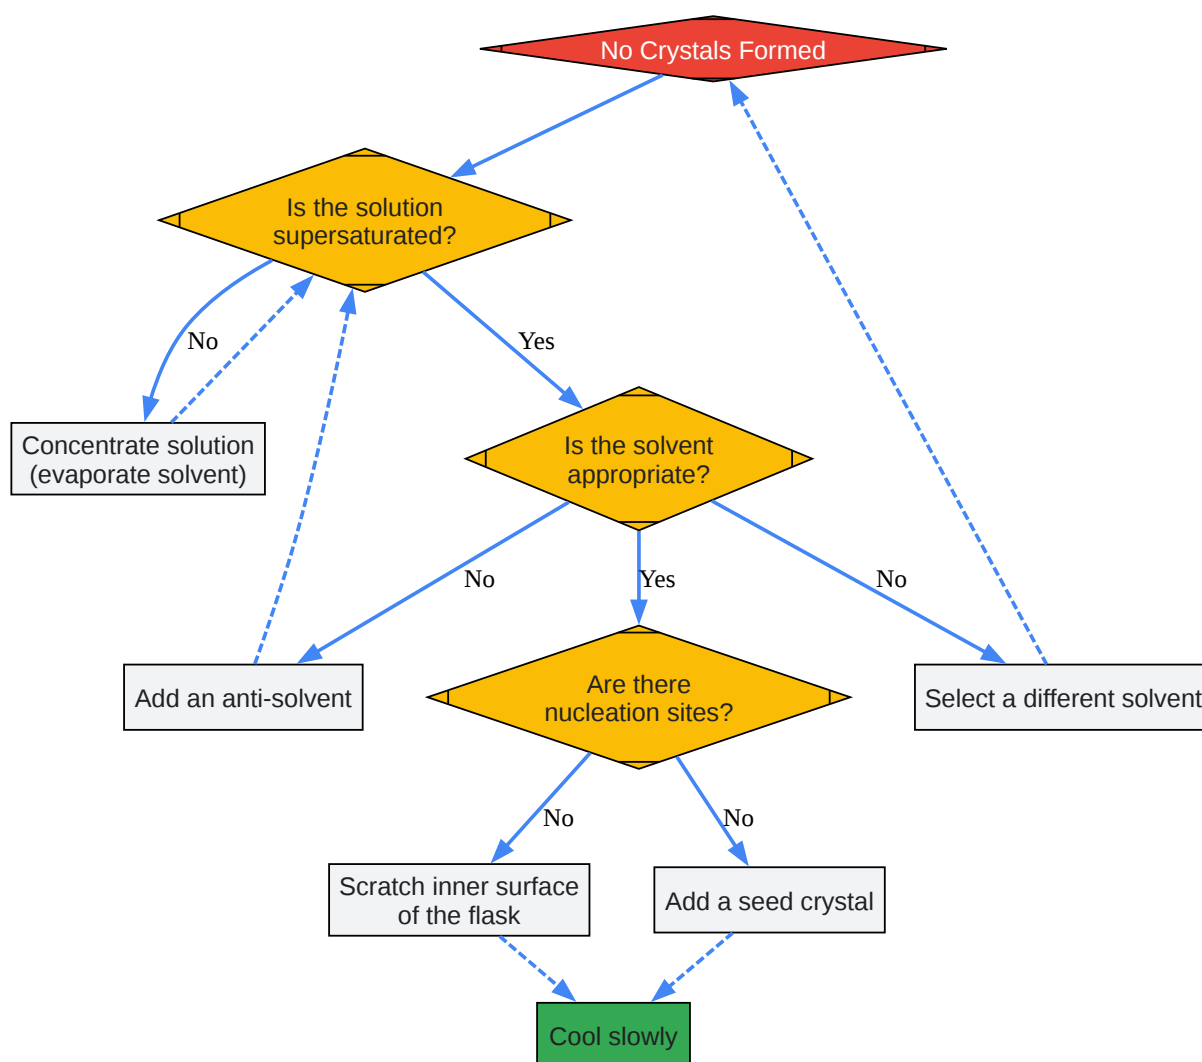 No Crystals Formed
Is the solution
supersaturated?
No
Yes
Concentrate solution
(evaporate solvent)
Is the solvent
appropriate?
No
Yes
No
Add an anti-solvent
Are there
nucleation sites?
Select a different solvent
No
No
Scratch inner surface
of the flask
Add a seed crystal
Cool slowly